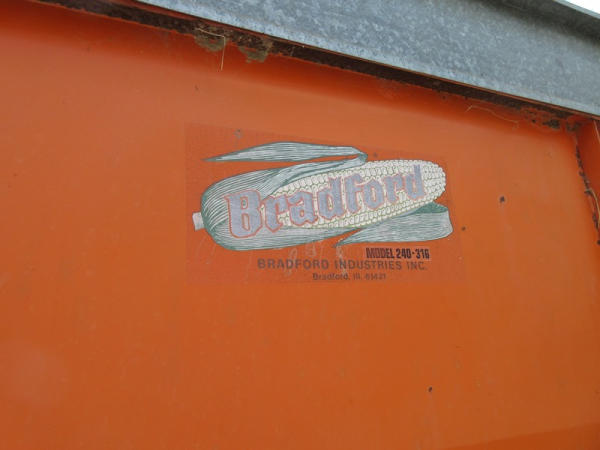 Bradford
MODEL 240-316
BRADFORD INDUSTRIES INC.
Bradford, Ill. 61421